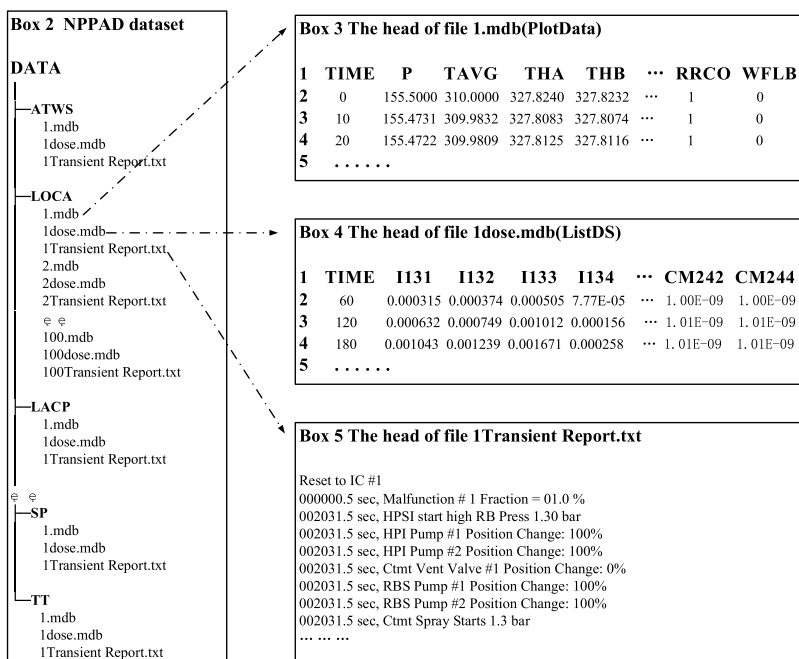 Box 2 NPPAD dataset
DATA
ATWS
1.mdb
1dose.mdb
1Transient Report.txt
LOCA
1.mdb
1dose.mdb
1Transient Report.txt
2.mdb
2dose.mdb
2Transient Report.txt
100.mdb
100dose.mdb
100Transient Report.txt
LACP
1.mdb
1dose.mdb
1Transient Report.txt
SP
1.mdb
1dose.mdb
1Transient Report.txt
TT
1.mdb
1dose.mdb
1Transient Report.txt
Box 3 The head of file 1.mdb(PlotData)
1 TIME P TAVG THA THB ··· RRCO WFLB
2 0 155.5000 310.0000 327.8240 327.8232 ··· 1 0
3 10 155.4731 309.9832 327.8083 327.8074 ··· 1 0
4 20 155.4722 309.9809 327.8125 327.8116 ··· 1 0
5 ......
Box 4 The head of file 1dose.mdb(ListDS)
1 TIME I131 I132 I133 I134 ··· CM242 CM244
2 60 0.000315 0.000374 0.000505 7.77E-05 ··· 1.00E-09 1.00E-09
3 120 0.000632 0.000749 0.001012 0.000156 ··· 1.01E-09 1.01E-09
4 180 0.001043 0.001239 0.001671 0.000258 ··· 1.01E-09 1.01E-09
5 ......
Box 5 The head of file 1Transient Report.txt
Reset to IC #1
000000.5 sec, Malfunction # 1 Fraction = 01.0 %
002031.5 sec, HPSI start high RB Press 1.30 bar
002031.5 sec, HPI Pump #1 Position Change: 100%
002031.5 sec, HPI Pump #2 Position Change: 100%
002031.5 sec, Ctmt Vent Valve #1 Position Change: 0%
002031.5 sec, RBS Pump #1 Position Change: 100%
002031.5 sec, RBS Pump #2 Position Change: 100%
002031.5 sec, Ctmt Spray Starts 1.3 bar
... ... ...